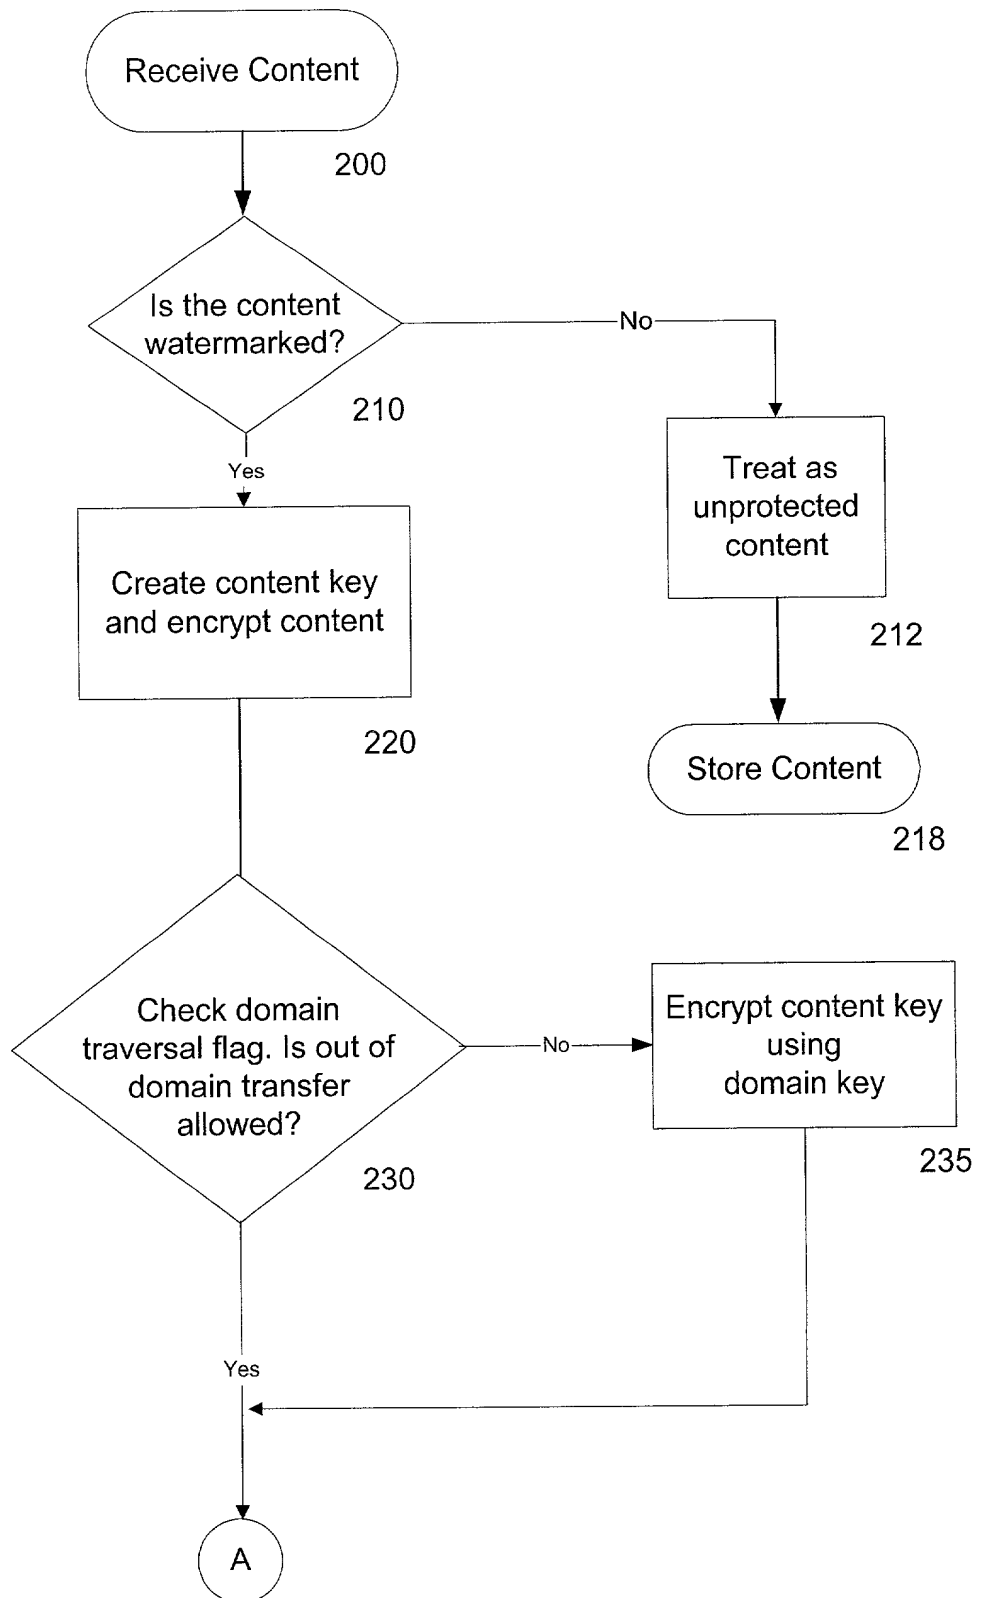 Receive Content
200
Is the content
watermarked?
No
210
Yes
Treat as
unprotected
content
212
Create content key
and encrypt content
220
Store Content
218
Check domain
traversal flag. Is out of
domain transfer
allowed?
230
No
Encrypt content key
using
domain key
235
Yes
A